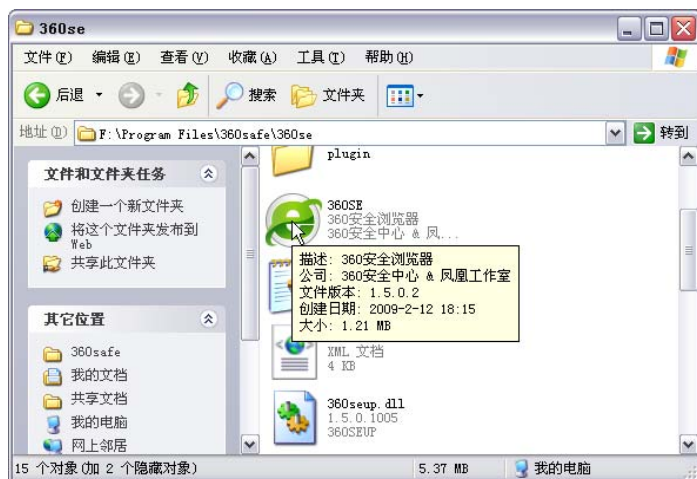 360se
文件(F) 编辑(E) 查看(V) 收藏(A) 工具(T) 帮助(H)
后退 搜索 文件夹
地址(D) F:\Program Files\360safe\360se 转到
文件和文件夹任务
创建一个新文件夹
将这个文件夹发布到
Web
共享此文件夹
其它位置
360safe
我的文档
共享文档
我的电脑
网上邻居
plugin
360SE
360安全浏览器
360安全中心 & 凤...
描述: 360安全浏览器
公司: 360安全中心 & 凤凰工作室
文件版本: 1.5.0.2
创建日期: 2009-2-12 18:15
大小: 1.21 MB
XML 文档
4 KB
360seup.dll
1.5.0.1005
360SEUP
15 个对象(加 2 个隐藏对象) 5.37 MB 我的电脑